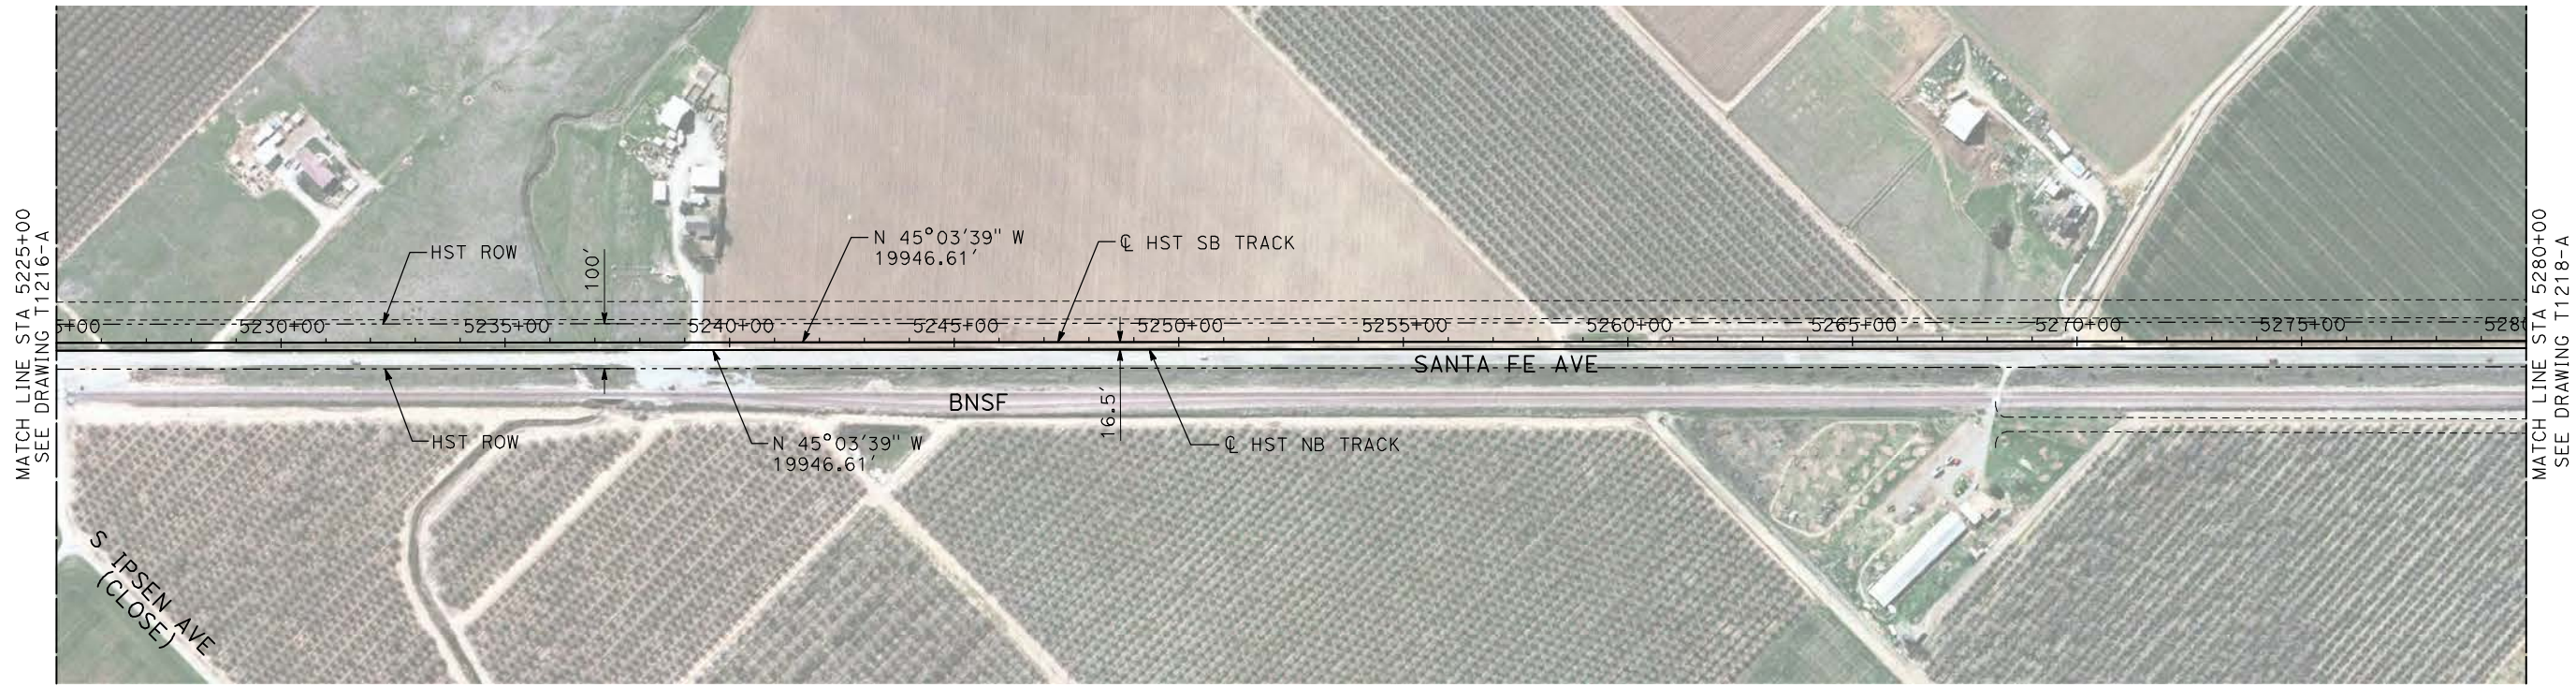 MATCH LINE STA 5225+00
SEE DRAWING T1216-A
HST ROW
100'
N 45°03'39" W
19946.61'
℄ HST SB TRACK
5+00 5230+00 5235+00 5240+00 5245+00 5250+00 5255+00 5260+00 5265+00 5270+00 5275+00 5280
SANTA FE AVE
BNSF
16.5'
HST ROW
N 45°03'39" W
19946.61'
℄ HST NB TRACK
S IPSEN AVE
(CLOSE)
MATCH LINE STA 5280+00
SEE DRAWING T1218-A